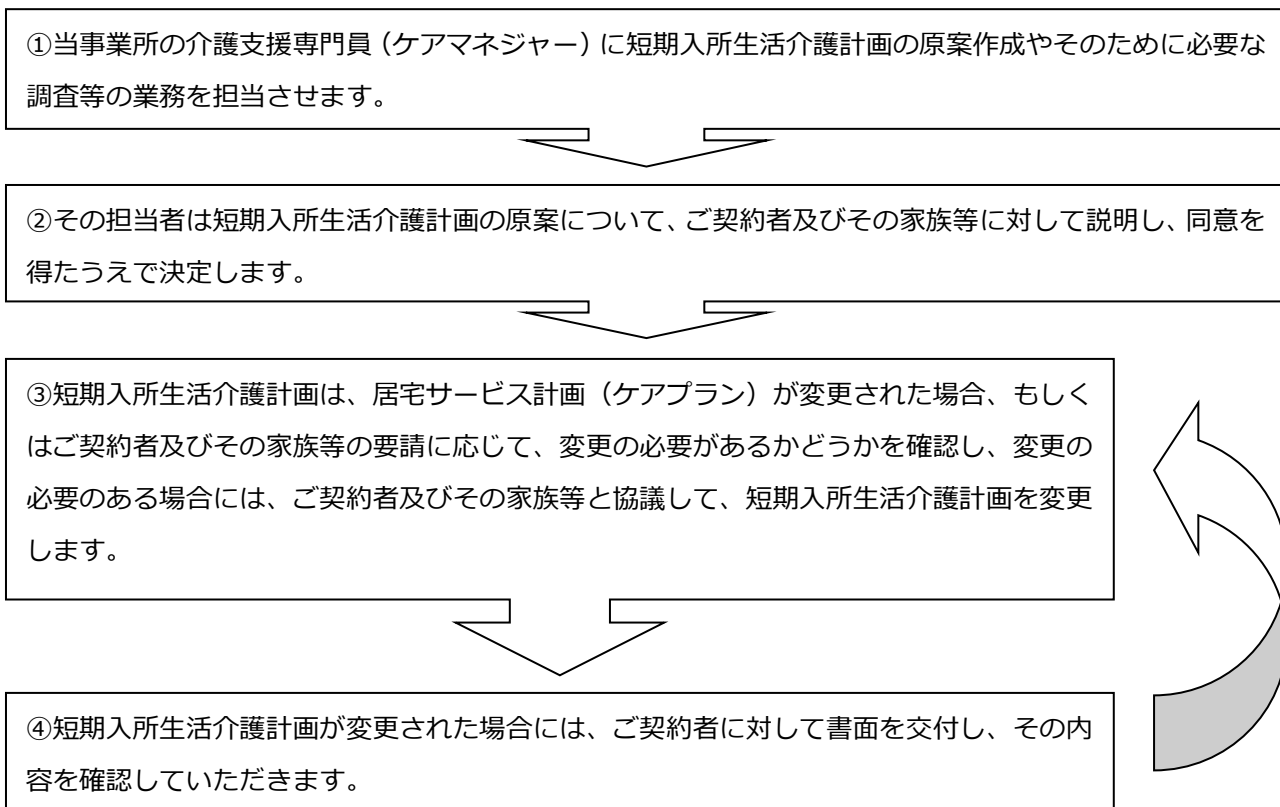 ①当事業所の介護支援専門員（ケアマネジャー）に短期入所生活介護計画の原案作成やそのために必要な
調査等の業務を担当させます。
②その担当者は短期入所生活介護計画の原案について、ご契約者及びその家族等に対して説明し、同意を
得たうえで決定します。
③短期入所生活介護計画は、居宅サービス計画（ケアプラン）が変更された場合、もしく
はご契約者及びその家族等の要請に応じて、変更の必要があるかどうかを確認し、変更の
必要のある場合には、ご契約者及びその家族等と協議して、短期入所生活介護計画を変更
します。
④短期入所生活介護計画が変更された場合には、ご契約者に対して書面を交付し、その内
容を確認していただきます。